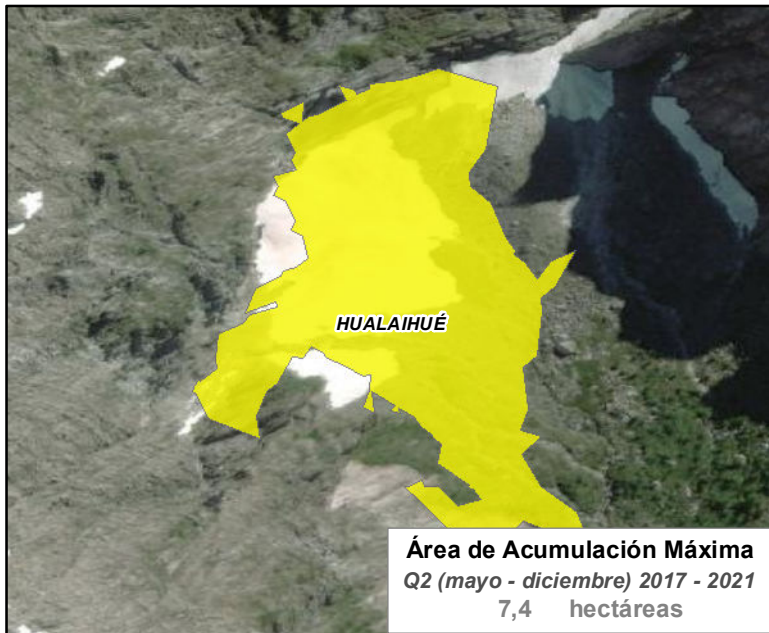 HUALAIHUÉ
Área de Acumulación Máxima
Q2 (mayo - diciembre) 2017 - 2021
7,4 hectáreas